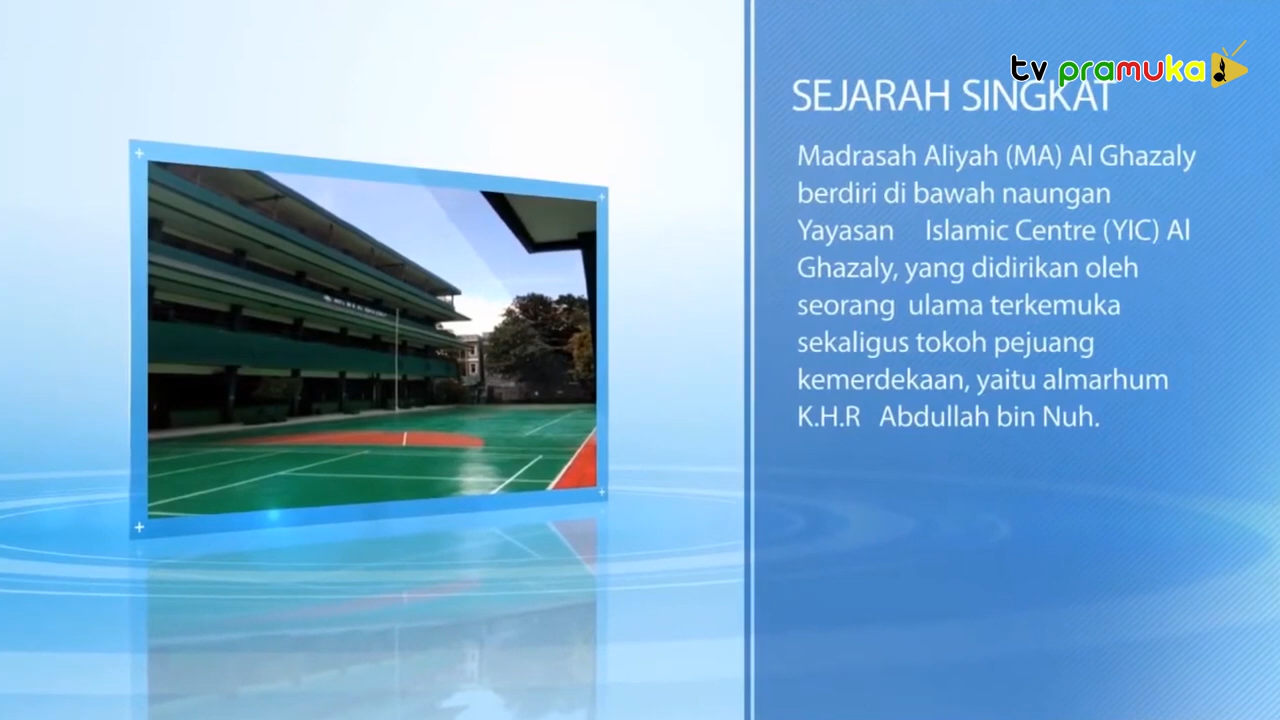 tv pramuka
SEJARAH SINGKAT
Madrasah Aliyah (MA) Al Ghazaly
berdiri di bawah naungan
Yayasan Islamic Centre (YIC) Al
Ghazaly, yang didirikan oleh
seorang ulama terkemuka
sekaligus tokoh pejuang
kemerdekaan, yaitu almarhum
K.H.R Abdullah bin Nuh.